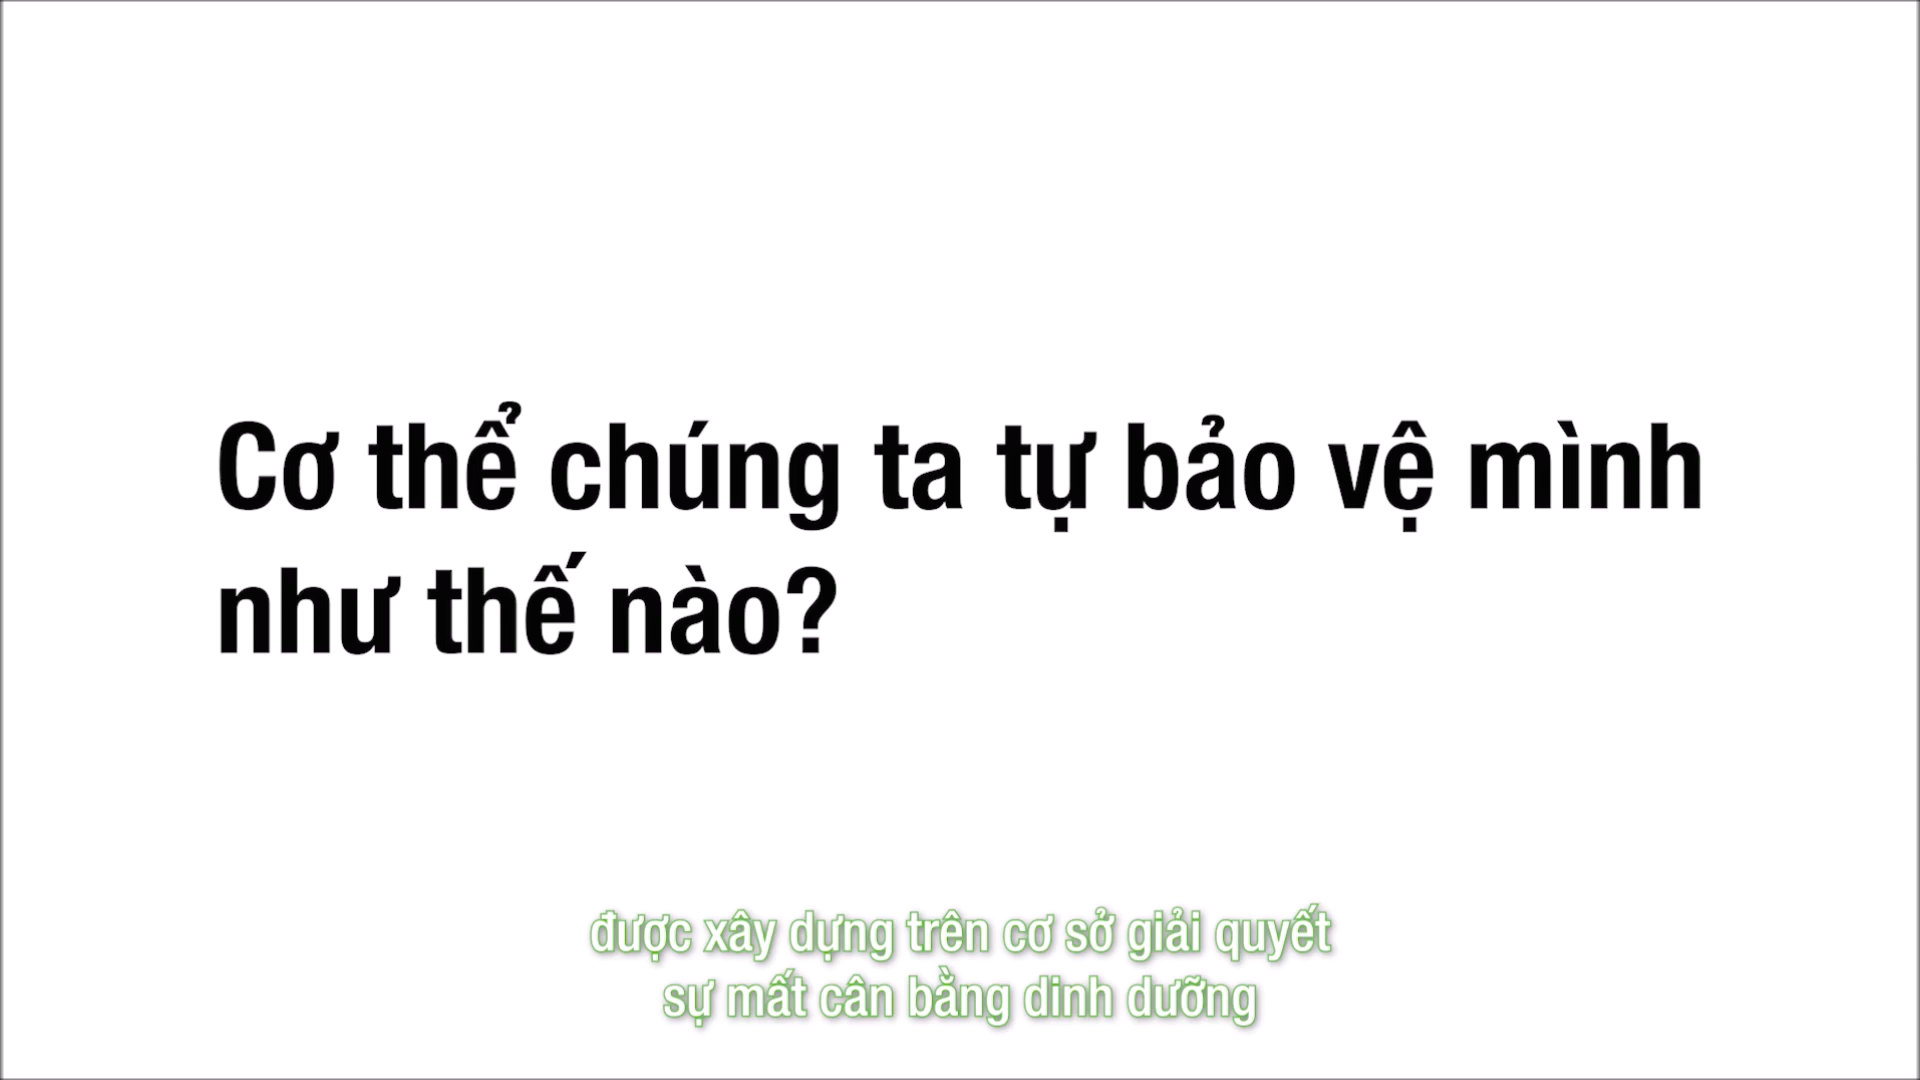 Cơ thể chúng ta tự bảo vệ mình
như thế nào?
được xây dựng trên cơ sở giải quyết
sự mất cân bằng dinh dưỡng